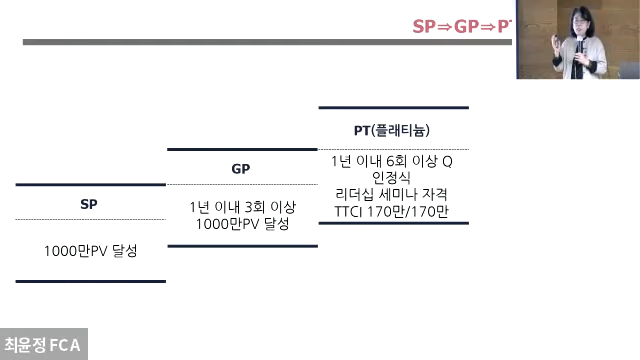 SP⇒GP⇒PT
SP
1000만PV 달성
GP
1년 이내 3회 이상
1000만PV 달성
PT(플래티늄)
1년 이내 6회 이상 Q
인정식
리더십 세미나 자격
TTCI 170만/170만
최윤정 FCA